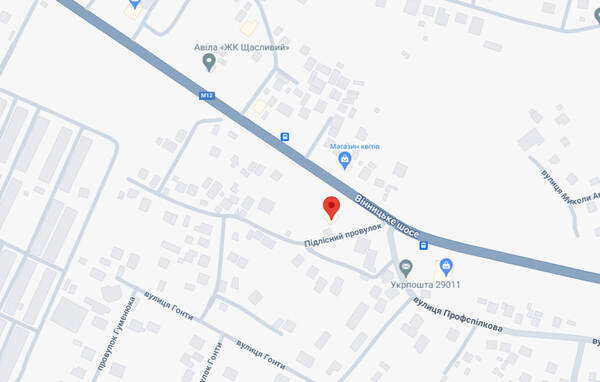 Авіла «ЖК Щасливий»
M12
Магазин квітів
Вінницьке шосе
вулиця Миколи
Підлісний провулок
Укрпошта 29011
вулиця Профспілкова
вулиця Гонти
провулок Гуменюка
вулиця Гонти
вулиця Гонти